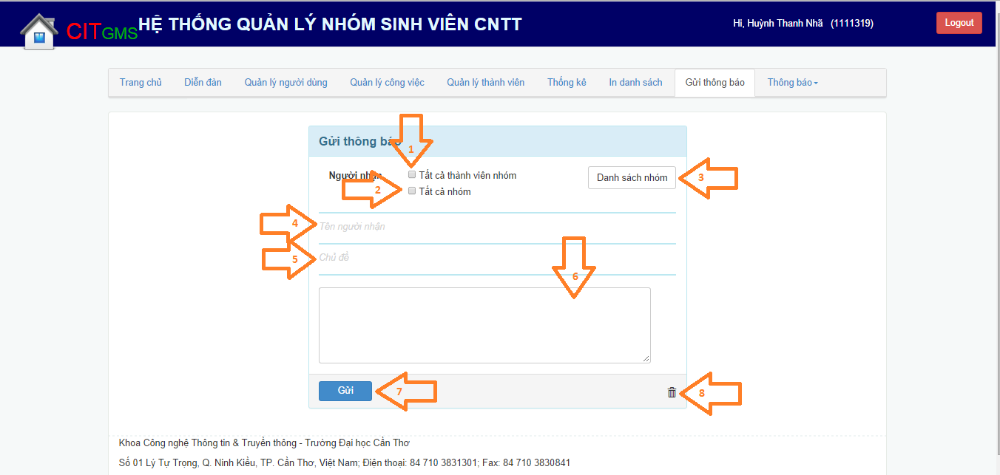 CITGMS HỆ THỐNG QUẢN LÝ NHÓM SINH VIÊN CNTT Hi, Huỳnh Thanh Nhã (1111319) Logout
Trang chủ Diễn đàn Quản lý người dùng Quản lý công việc Quản lý thành viên Thống kê In danh sách Gửi thông báo Thông báo
Gửi thông báo
1
Người nhận Tất cả thành viên nhóm Danh sách nhóm 3
2 Tất cả nhóm
4 Tên người nhận
5 Chủ đề
6
Gửi 7 8
Khoa Công nghệ Thông tin & Truyền thông - Trường Đại học Cần Thơ
Số 01 Lý Tự Trọng, Q. Ninh Kiều, TP. Cần Thơ, Việt Nam; Điện thoại: 84 710 3831301; Fax: 84 710 3830841